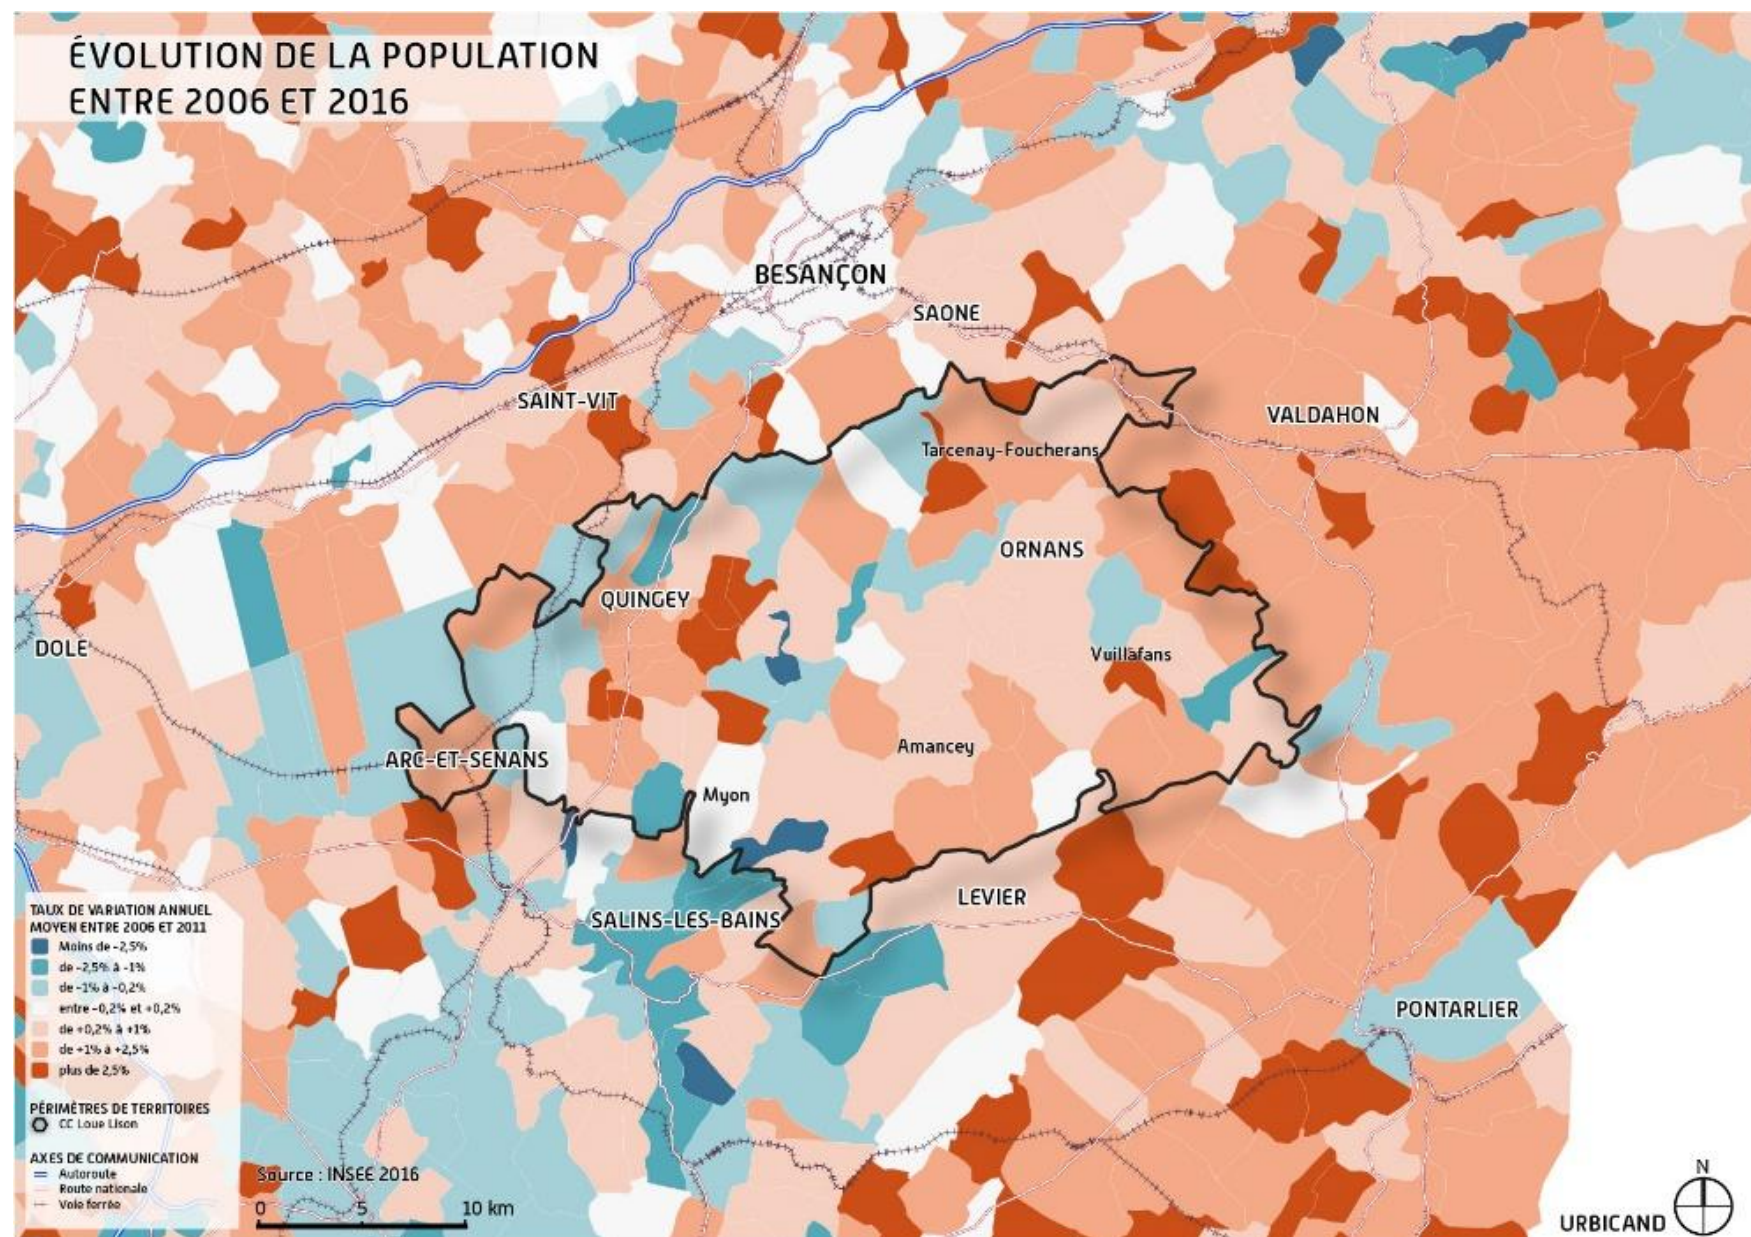 ÉVOLUTION DE LA POPULATION
ENTRE 2006 ET 2016
BESANÇON
SAONE
SAINT-VIT
VALDAHON
Tarcenay-Foucherans
ORNANS
QUINGEY
DOLE
Vuillafans
Amancey
ARC-ET-SENANS
Myon
LEVIER
SALINS-LES-BAINS
PONTARLIER
TAUX DE VARIATION ANNUEL
MOYEN ENTRE 2006 ET 2011
Moins de -2,5%
de -2,5% à -1%
de -1% à -0,2%
entre -0,2% et +0,2%
de +0,2% à +1%
de +1% à +2,5%
plus de 2,5%
PÉRIMÈTRES DE TERRITOIRES
CC Loue Lison
AXES DE COMMUNICATION
Autoroute
Route nationale
Voie ferrée
Source : INSEE 2016
0 5 10 km
N
URBICAND